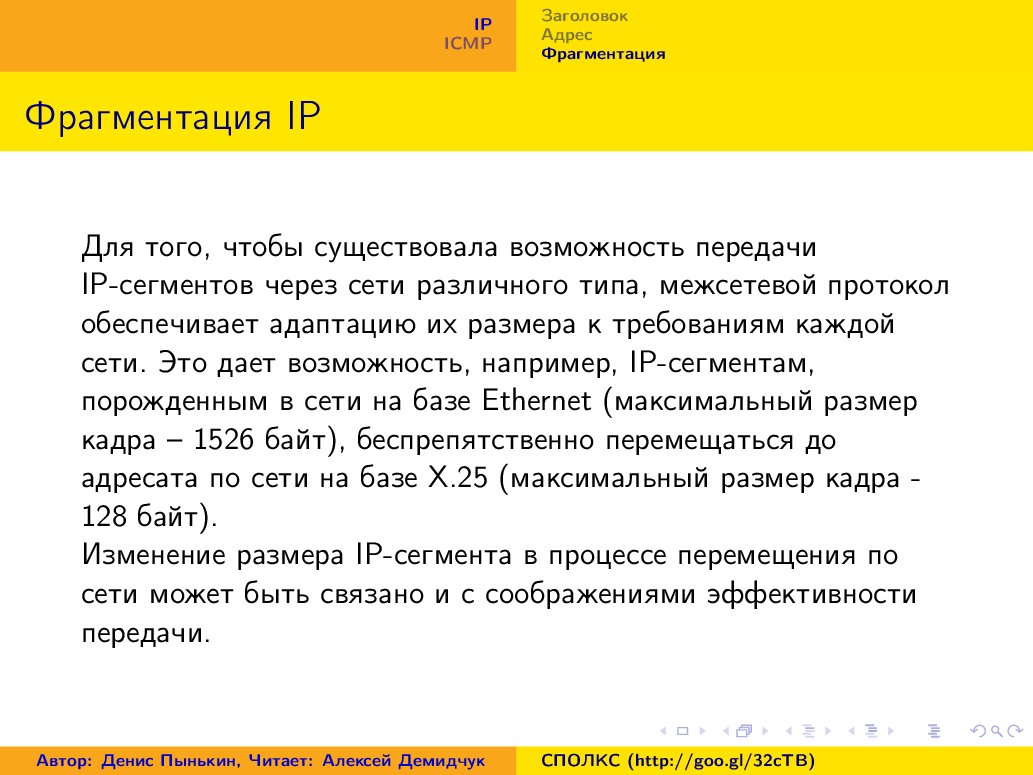 IP
ICMP
Заголовок
Адрес
Фрагментация
Фрагментация IP
Для того, чтобы существовала возможность передачи
IP-сегментов через сети различного типа, межсетевой протокол
обеспечивает адаптацию их размера к требованиям каждой
сети. Это дает возможность, например, IP-сегментам,
порожденным в сети на базе Ethernet (максимальный размер
кадра – 1526 байт), беспрепятственно перемещаться до
адресата по сети на базе X.25 (максимальный размер кадра -
128 байт).
Изменение размера IP-сегмента в процессе перемещения по
сети может быть связано и с соображениями эффективности
передачи.
Автор: Денис Пынькин, Читает: Алексей Демидчук
СПОЛКС (http://goo.gl/32cTB)